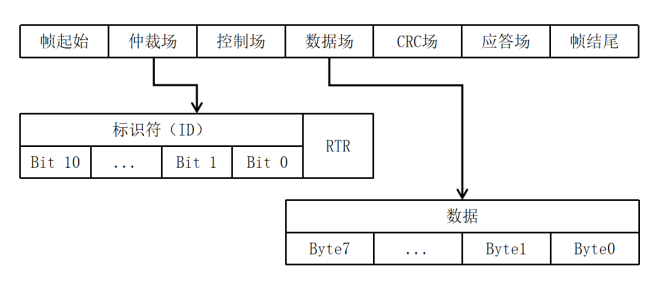 帧起始 仲裁场 控制场 数据场 CRC场 应答场 帧结尾
标识符（ID） RTR
Bit 10 ... Bit 1 Bit 0
数据
Byte7 ... Byte1 Byte0